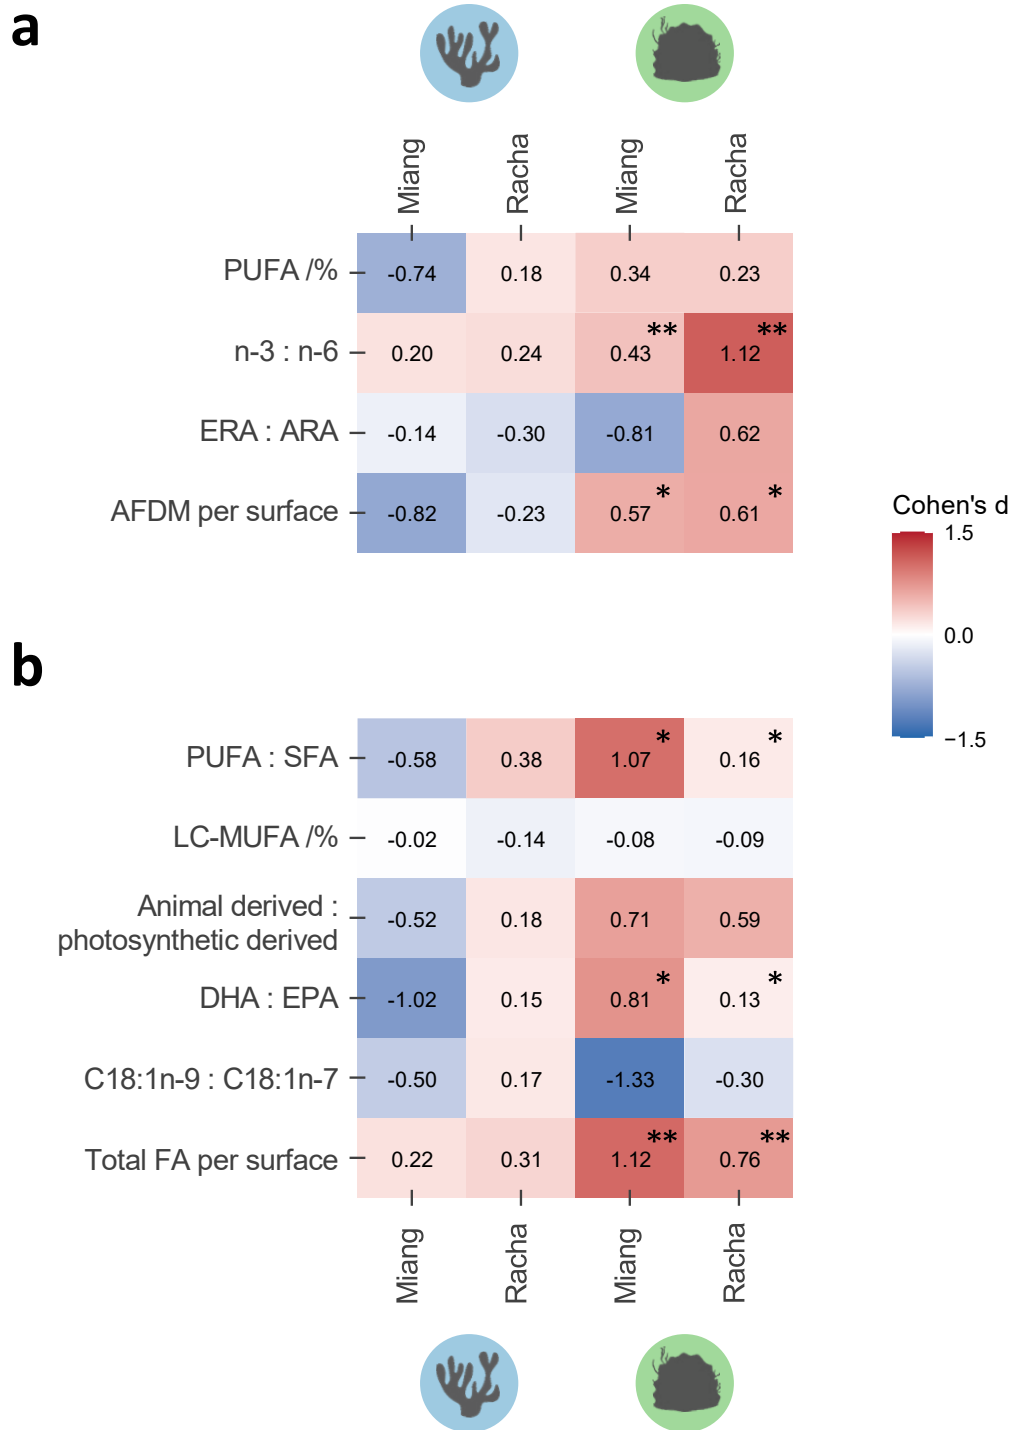 a
Miang Racha Miang Racha
PUFA /% -0.74 0.18 0.34 0.23
n-3 : n-6 0.20 0.24 0.43 ** 1.12 **
ERA : ARA -0.14 -0.30 -0.81 0.62
AFDM per surface -0.82 -0.23 0.57 * 0.61 *
Cohen's d
1.5
0.0
−1.5
b
PUFA : SFA -0.58 0.38 1.07 * 0.16 *
LC-MUFA /% -0.02 -0.14 -0.08 -0.09
Animal derived :
photosynthetic derived -0.52 0.18 0.71 0.59
DHA : EPA -1.02 0.15 0.81 * 0.13 *
C18:1n-9 : C18:1n-7 -0.50 0.17 -1.33 -0.30
Total FA per surface 0.22 0.31 1.12 ** 0.76 **
Miang Racha Miang Racha